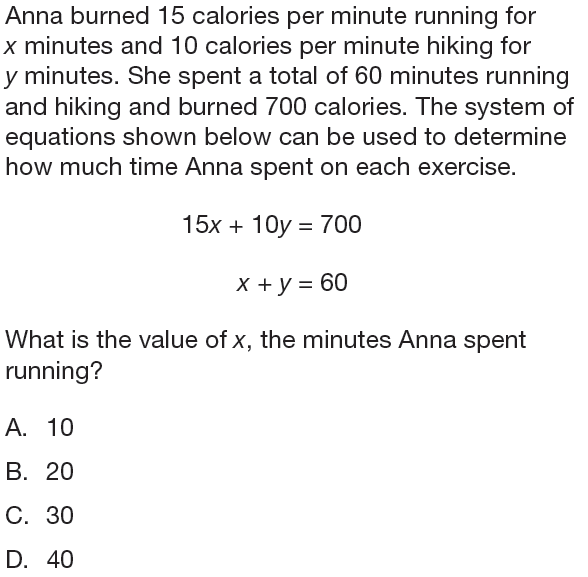 Anna burned 15 calories per minute running for
x minutes and 10 calories per minute hiking for
y minutes. She spent a total of 60 minutes running
and hiking and burned 700 calories. The system of
equations shown below can be used to determine
how much time Anna spent on each exercise.
15x + 10y = 700
x + y = 60
What is the value of x, the minutes Anna spent
running?
A. 10
B. 20
C. 30
D. 40